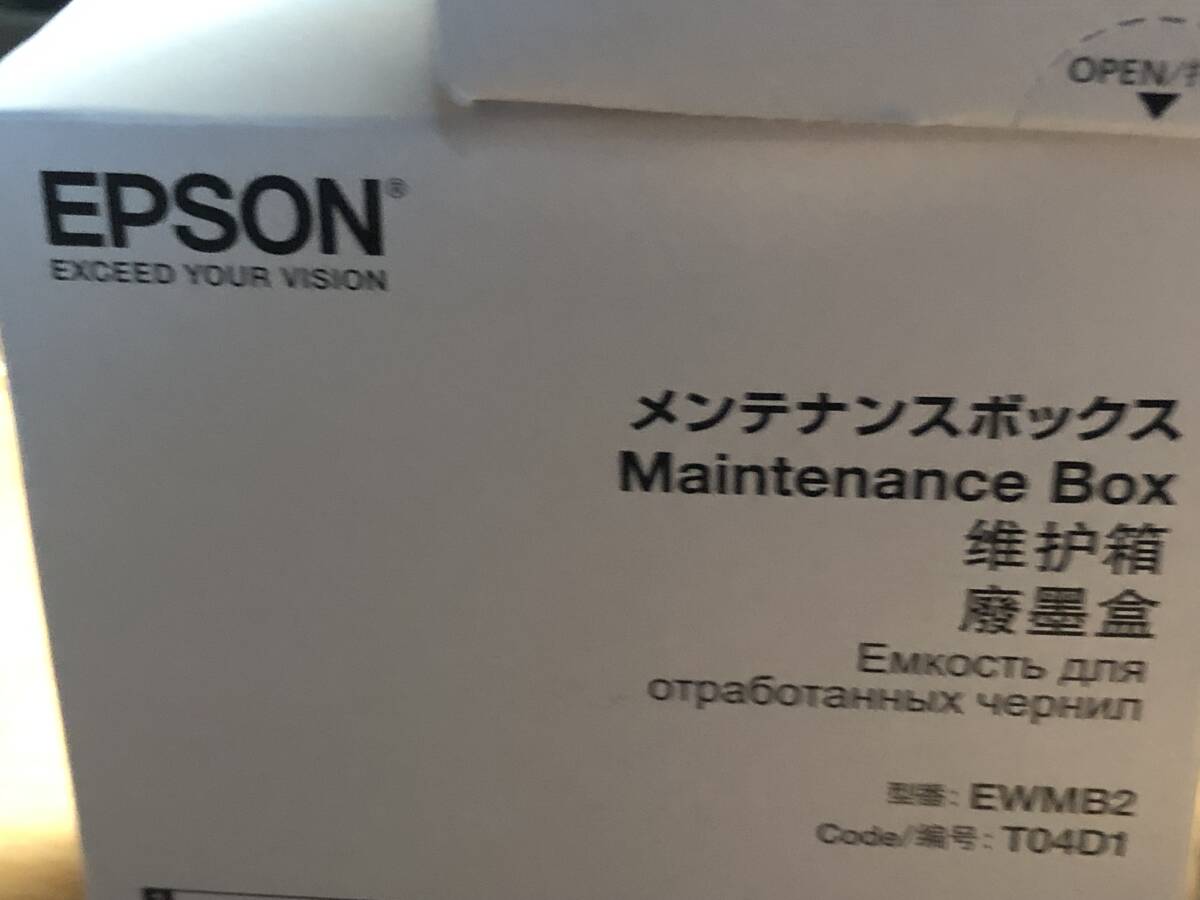 OPEN/
EPSON®
EXCEED YOUR VISION
メンテナンスボックス
Maintenance Box
维护箱
廢墨盒
Емкость для
отработанных чернил
型番: EWMB2
Code/编号: T04D1